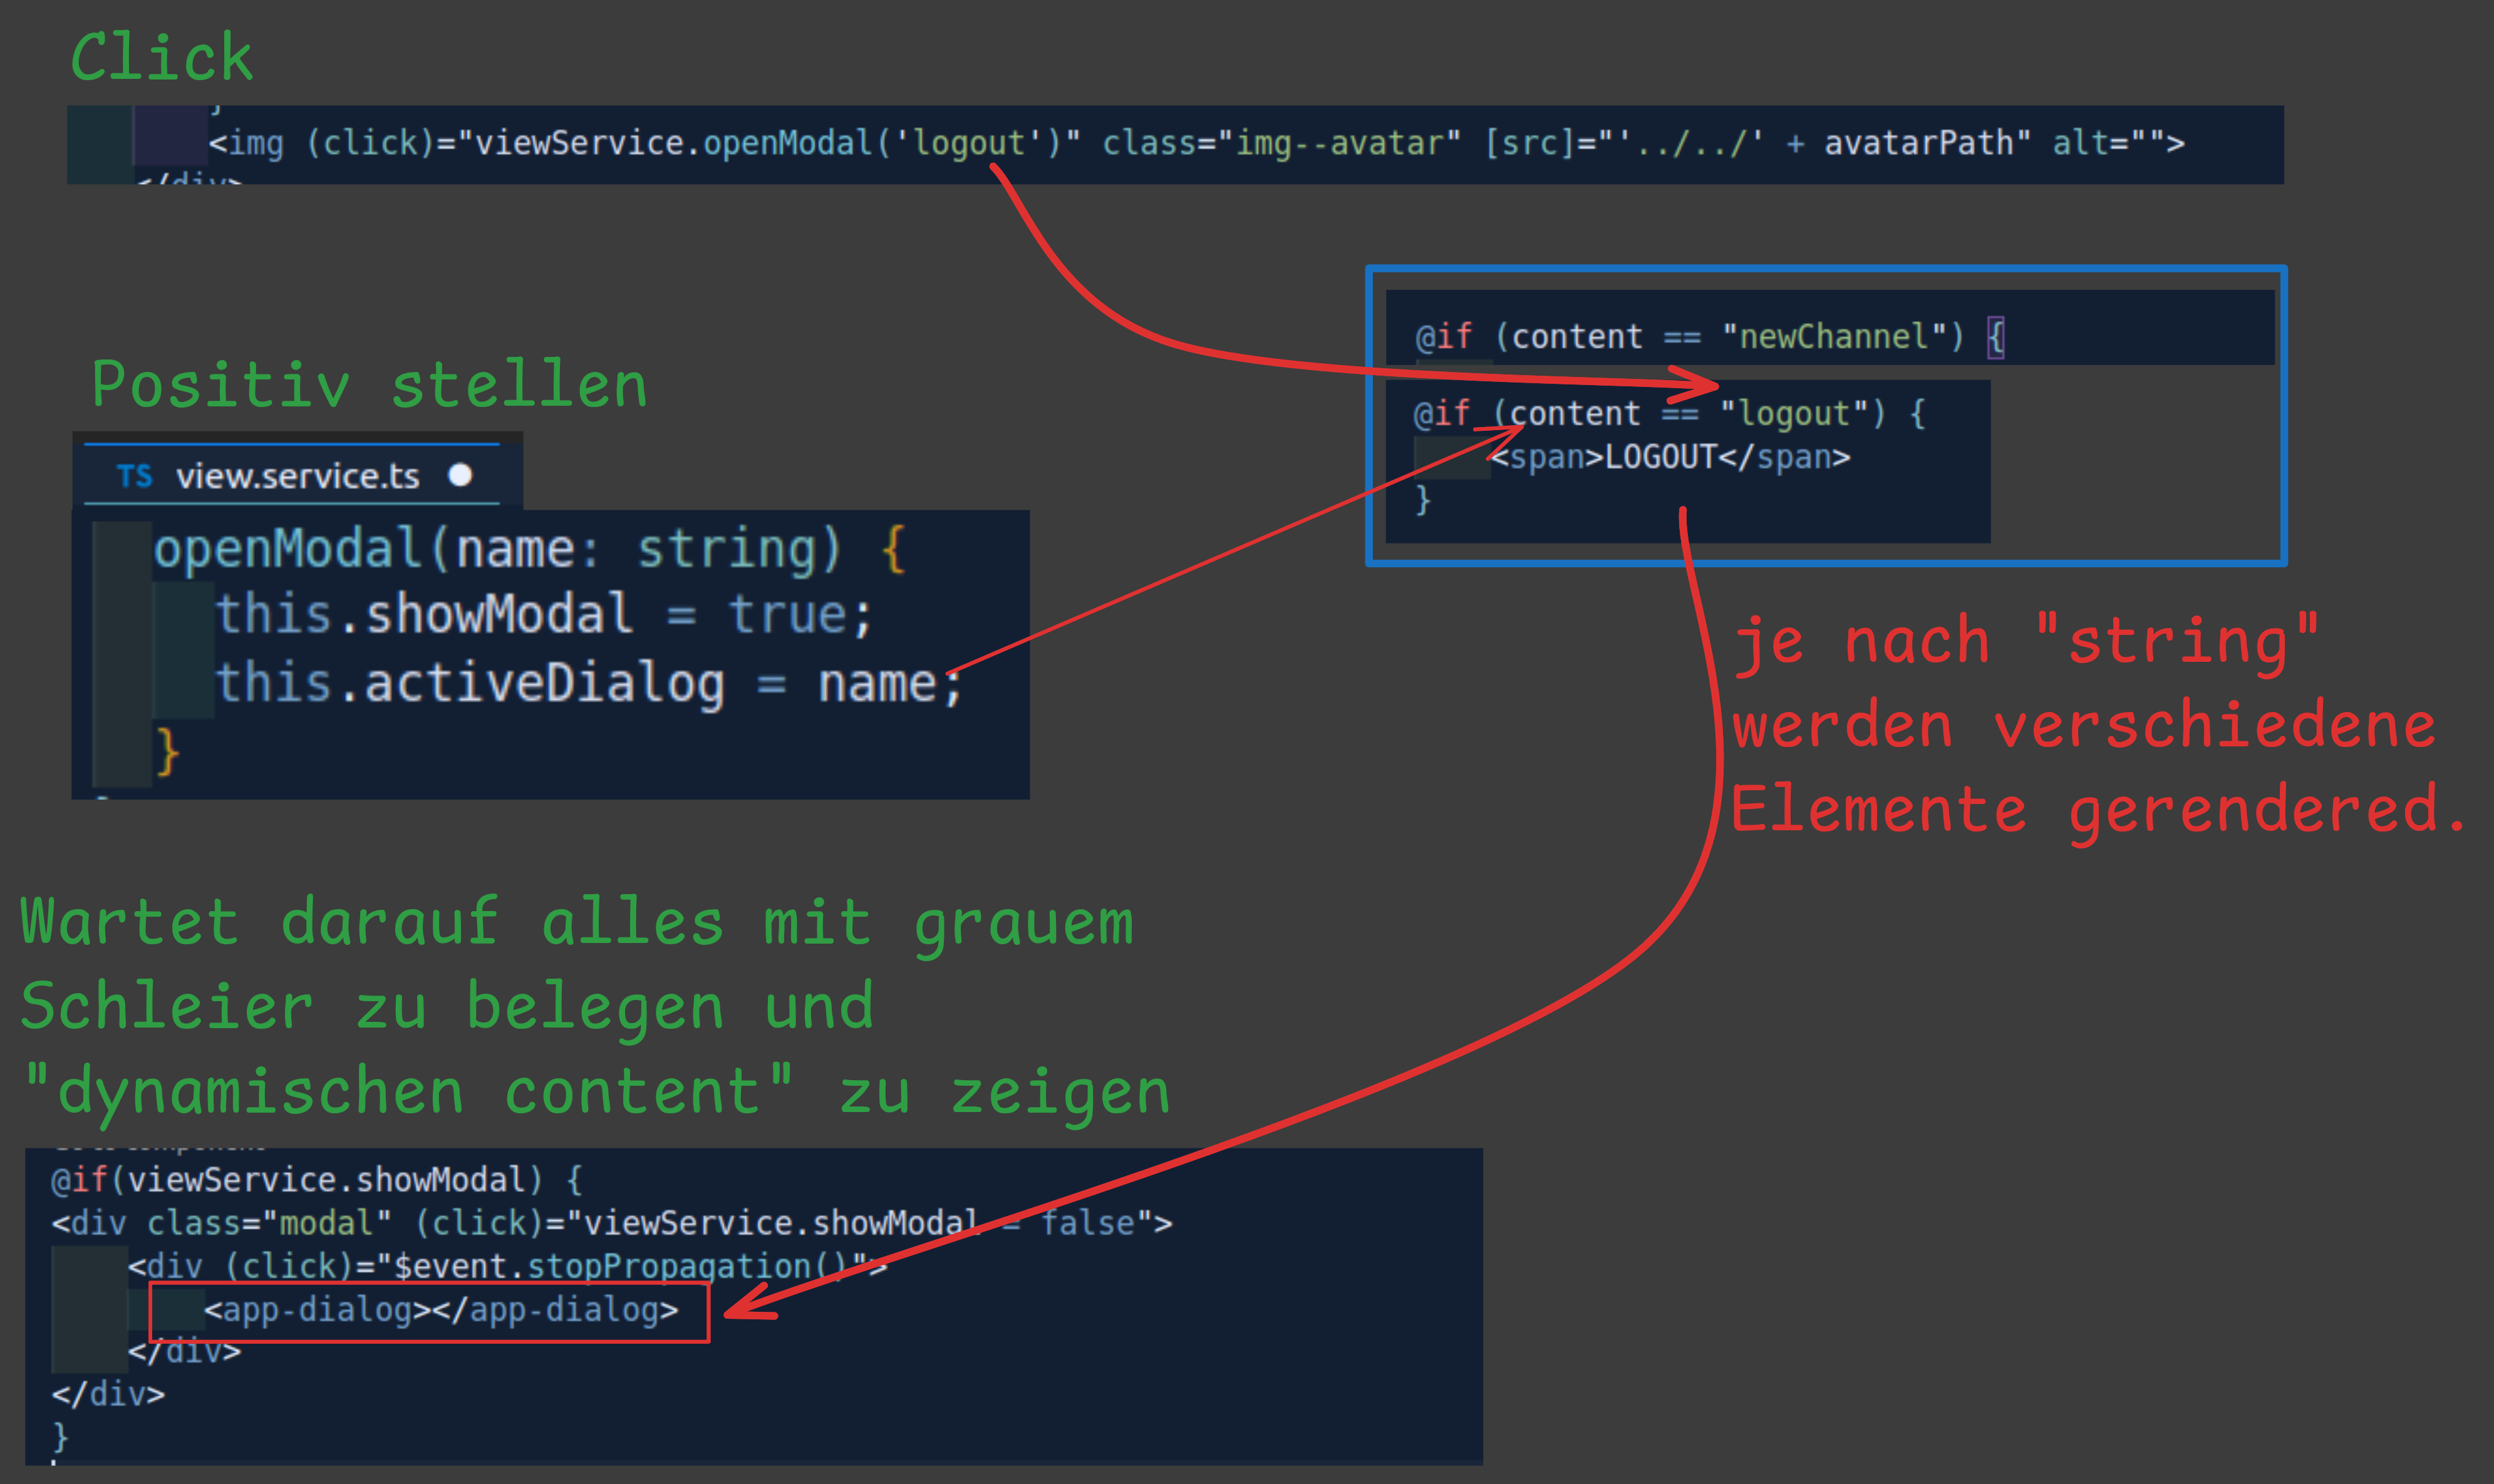 Click
}
<img (click)="viewService.openModal('logout')" class="img--avatar" [src]="'../../' + avatarPath" alt="">
</div>
@if (content == "newChannel") {
@if (content == "logout") {
<span>LOGOUT</span>
}
Positiv stellen
TS view.service.ts
openModal(name: string) {
this.showModal = true;
this.activeDialog = name;
}
je nach "string"
werden verschiedene
Elemente gerendered.
Wartet darauf alles mit grauem
Schleier zu belegen und
"dynamischen content" zu zeigen
@if(viewService.showModal) {
<div class="modal" (click)="viewService.showModal = false">
<div (click)="$event.stopPropagation()">
<app-dialog></app-dialog>
</div>
</div>
}